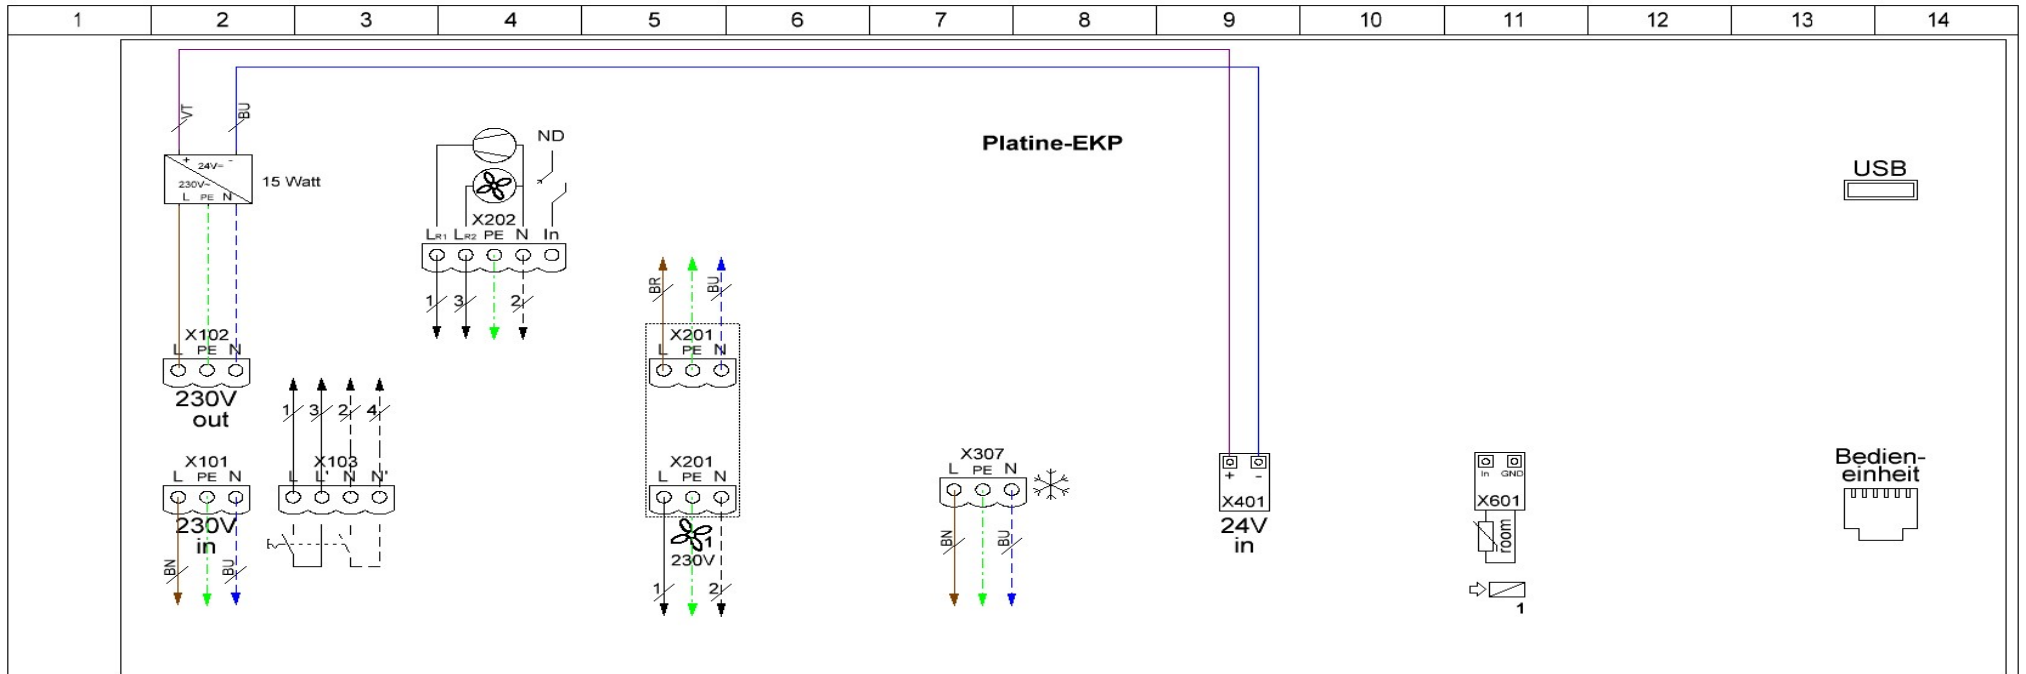 1 2 3 4 5 6 7 8 9 10 11 12 13 14
VT BU
+ 24V= -
230V~
L PE N
15 Watt
ND
X202
LR1 LR2 PE N In
1 3 2
Platine-EKP
USB
BR BU
X102
L PE N
230V
out
X201
L PE N
1 3 2 4
X101
L PE N
230V
in
BN BU
X103
L L' N N'
X201
L PE N
1
230V
1 2
X307
L PE N
BN BU
+ -
X401
24V
in
In GND
X601
room
1
Bedien-
einheit